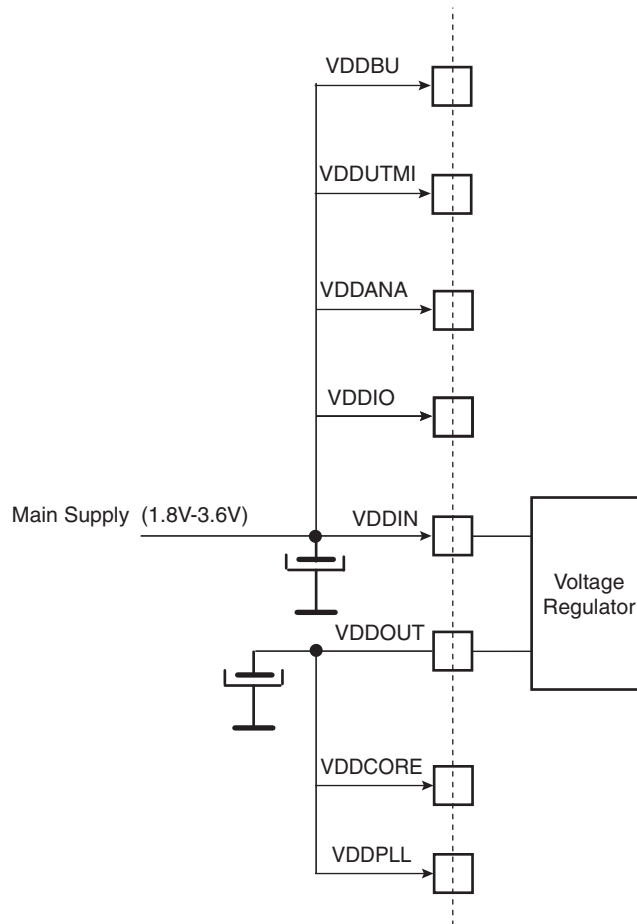 VDDBU
VDDUTMI
VDDANA
VDDIO
Main Supply (1.8V-3.6V)
VDDIN
Voltage
Regulator
VDDOUT
VDDCORE
VDDPLL